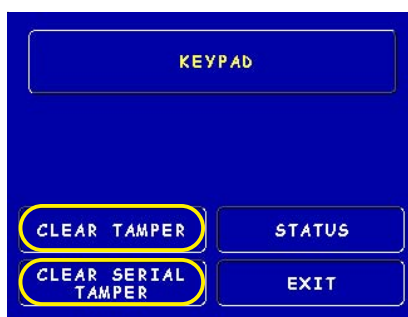 KEYPAD
CLEAR TAMPER
STATUS
CLEAR SERIAL
TAMPER
EXIT